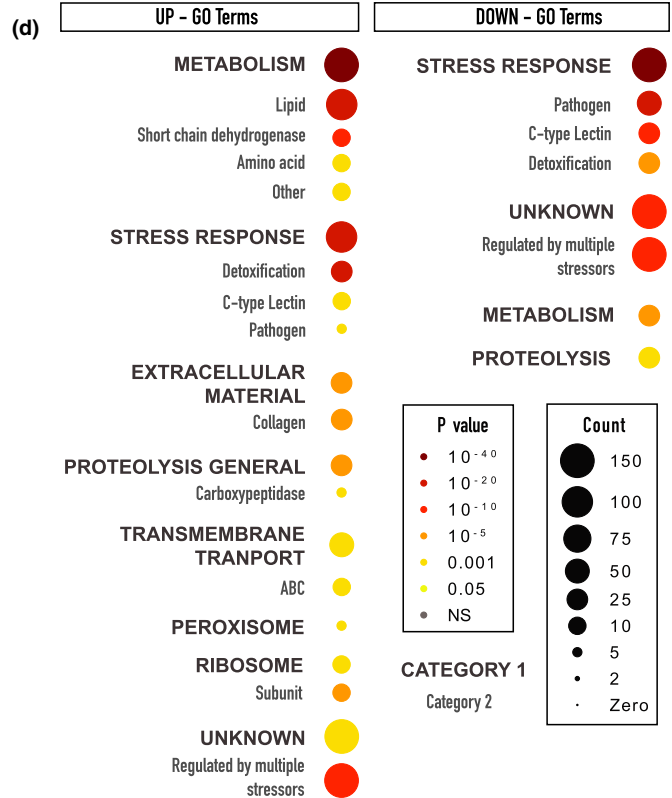 (d)
UP - GO Terms
METABOLISM
Lipid
Short chain dehydrogenase
Amino acid
Other
STRESS RESPONSE
Detoxification
C-type Lectin
Pathogen
EXTRACELLULAR
MATERIAL
Collagen
PROTEOLYSIS GENERAL
Carboxypeptidase
TRANSMEMBRANE
TRANPORT
ABC
PEROXISOME
RIBOSOME
Subunit
UNKNOWN
Regulated by multiple
stressors
DOWN - GO Terms
STRESS RESPONSE
Pathogen
C-type Lectin
Detoxification
UNKNOWN
Regulated by multiple
stressors
METABOLISM
PROTEOLYSIS
P value
10⁻⁴⁰
10⁻²⁰
10⁻¹⁰
10⁻⁵
0.001
0.05
NS
CATEGORY 1
Category 2
Count
150
100
75
50
25
10
5
2
Zero